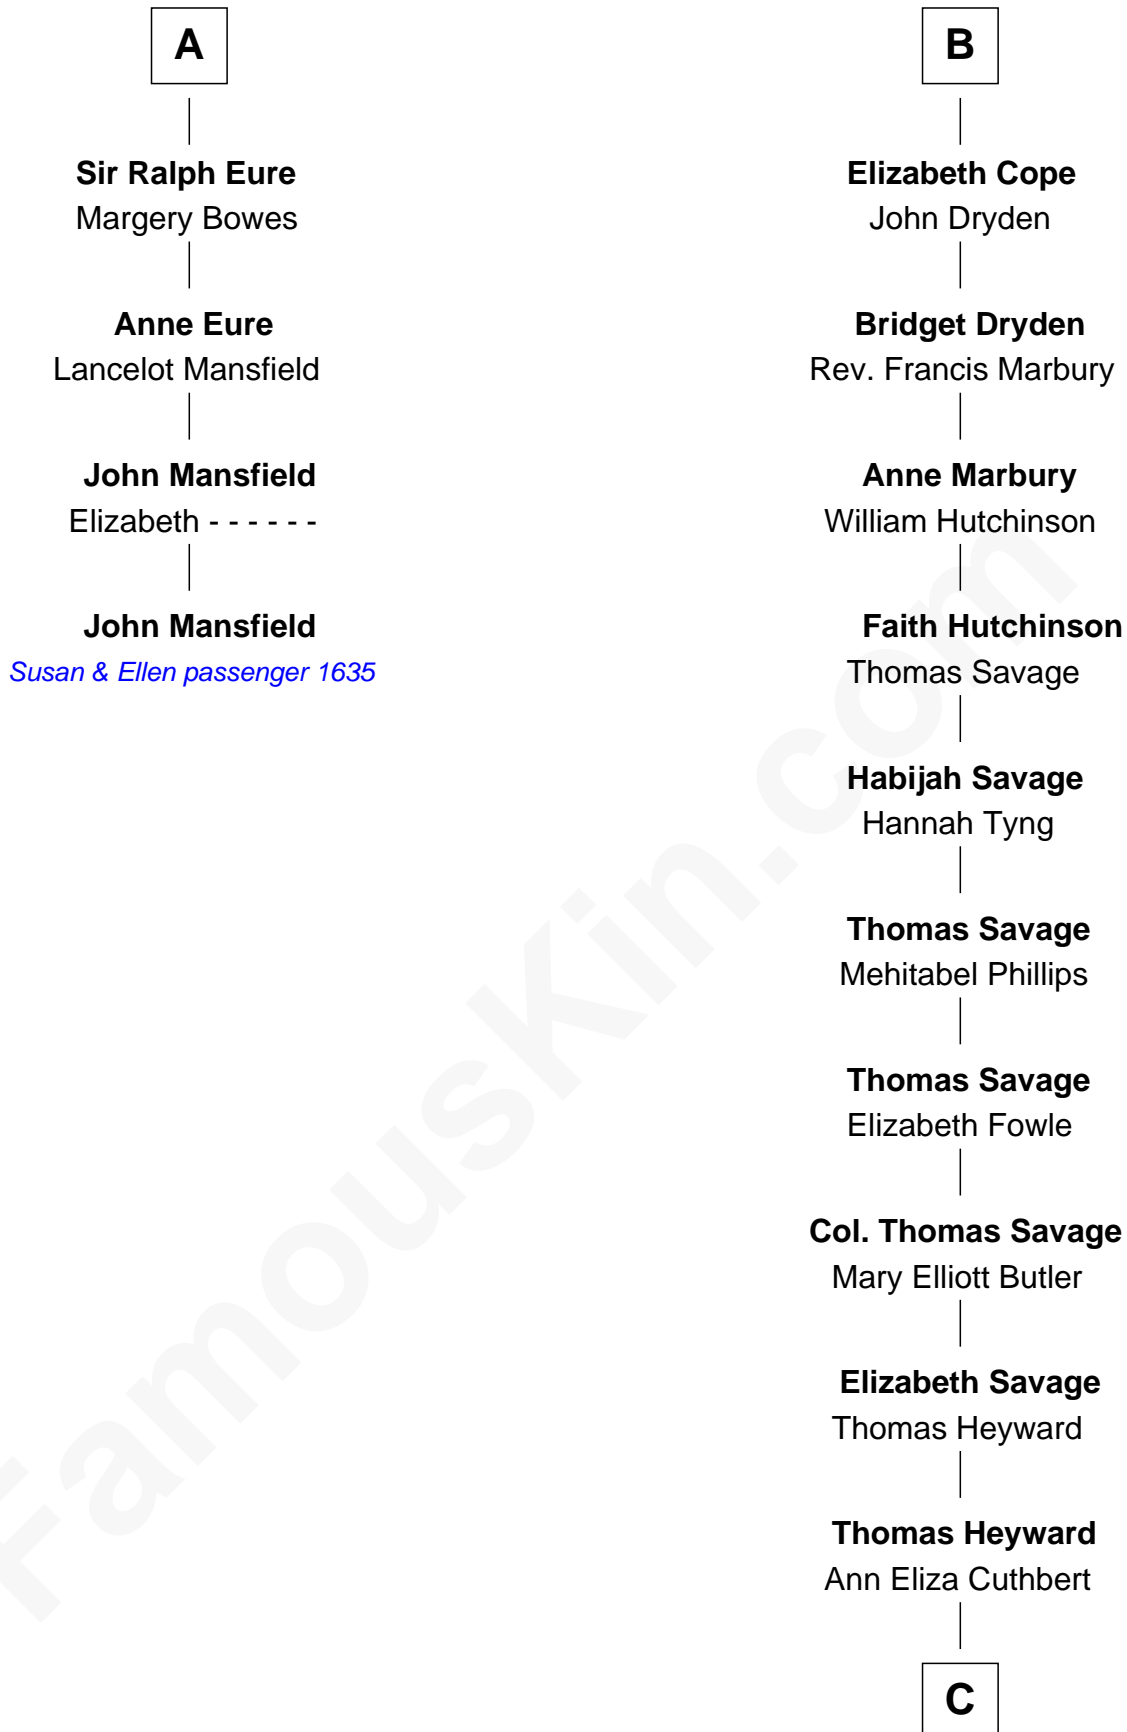 A
Sir Ralph Eure
Margery Bowes
Anne Eure
Lancelot Mansfield
John Mansfield
Elizabeth - - - - - -
John Mansfield
Susan & Ellen passenger 1635
B
Elizabeth Cope
John Dryden
Bridget Dryden
Rev. Francis Marbury
Anne Marbury
William Hutchinson
Faith Hutchinson
Thomas Savage
Habijah Savage
Hannah Tyng
Thomas Savage
Mehitabel Phillips
Thomas Savage
Elizabeth Fowle
Col. Thomas Savage
Mary Elliott Butler
Elizabeth Savage
Thomas Heyward
Thomas Heyward
Ann Eliza Cuthbert
C
FamousKin.com